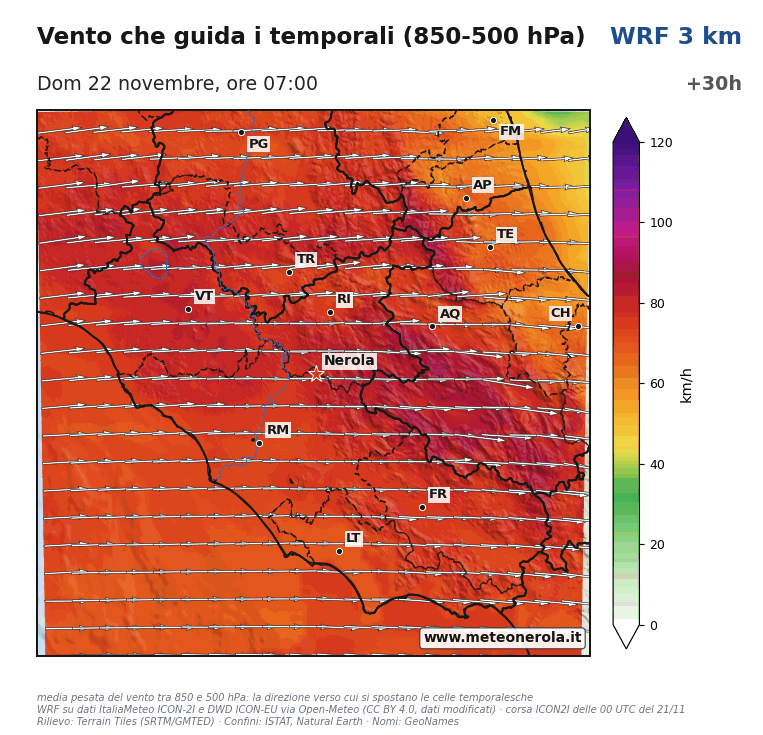 Vento che guida i temporali (850-500 hPa) WRF 3 km
Dom 22 novembre, ore 07:00 +30h
FM
PG
AP
TE
TR
VT
RI
AQ
CH
Nerola
RM
FR
LT
www.meteonerola.it
120
100
80
60
40
20
0
km/h
media pesata del vento tra 850 e 500 hPa: la direzione verso cui si spostano le celle temporalesche
WRF su dati ItaliaMeteo ICON-2I e DWD ICON-EU via Open-Meteo (CC BY 4.0, dati modificati) · corsa ICON2I delle 00 UTC del 21/11
Rilievo: Terrain Tiles (SRTM/GMTED) · Confini: ISTAT, Natural Earth · Nomi: GeoNames